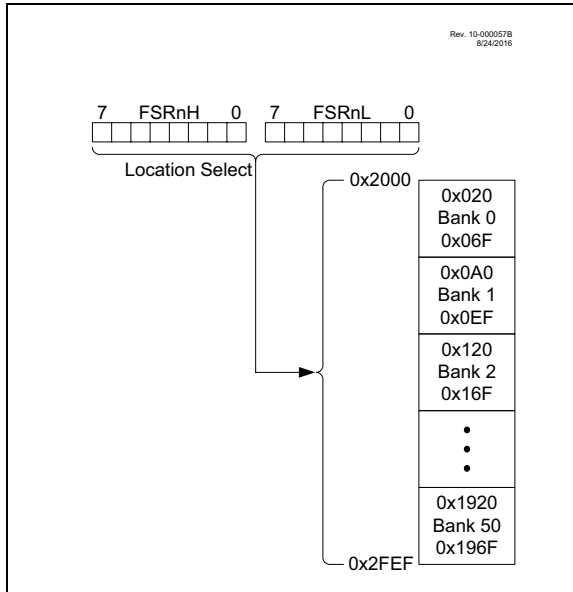 Rev. 10-000057B
8/24/2016
7 FSRnH 0 7 FSRnL 0
Location Select
0x2000
0x020
Bank 0
0x06F
0x0A0
Bank 1
0x0EF
0x120
Bank 2
0x16F
0x1920
Bank 50
0x196F
0x2FEF